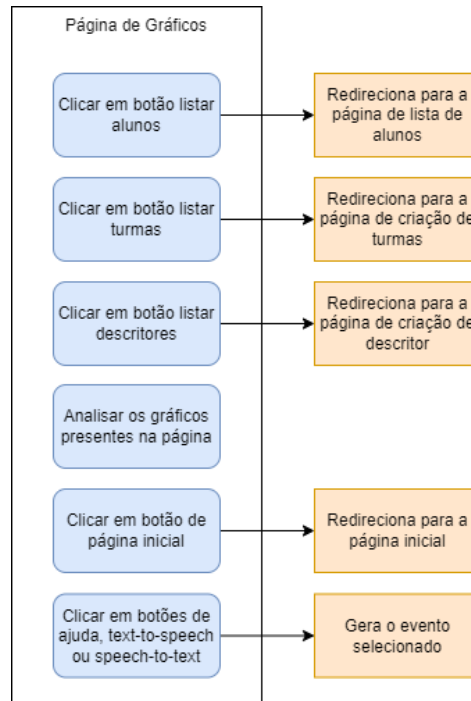 Página de Gráficos
Clicar em botão listar
alunos
Redireciona para a
página de lista de
alunos
Clicar em botão listar
turmas
Redireciona para a
página de criação de
turmas
Clicar em botão listar
descritores
Redireciona para a
página de criação de
descritor
Analisar os gráficos
presentes na página
Clicar em botão de
página inicial
Redireciona para a
página inicial
Clicar em botões de
ajuda, text-to-speech
ou speech-to-text
Gera o evento
selecionado